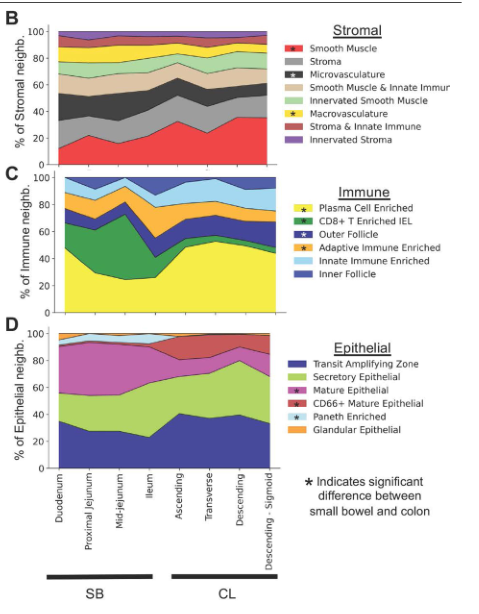 B
Stromal
% of Stromal neighb.
100
80
60
40
20
0
* Smooth Muscle
Stroma
* Microvasculature
Smooth Muscle & Innate Immur
Innervated Smooth Muscle
* Macrovasculature
Stroma & Innate Immune
Innervated Stroma
C
Immune
% of Immune neighb.
100
80
60
40
20
0
* Plasma Cell Enriched
* CD8+ T Enriched IEL
* Outer Follicle
* Adaptive Immune Enriched
Innate Immune Enriched
Inner Follicle
D
Epithelial
% of Epithelial neighb.
100
80
60
40
20
0
Transit Amplifying Zone
Secretory Epithelial
* Mature Epithelial
* CD66+ Mature Epithelial
* Paneth Enriched
Glandular Epithelial
Duodenum
Proximal Jejunum
Mid-jejunum
Ileum
Ascending
Transverse
Descending
Descending - Sigmoid
* Indicates significant
difference between
small bowel and colon
SB
CL